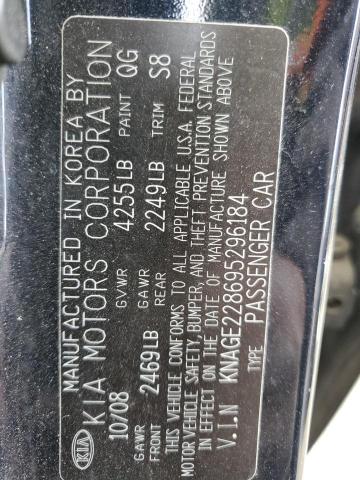 MANUFACTURED IN KOREA BY
KIA KIA MOTORS CORPORATION
10/08 GVWR 4255LB PAINT QG
GAWR FRONT 2469LB GAWR REAR 2249LB TRIM S8
THIS VEHICLE CONFORMS TO ALL APPLICABLE U.S.A. FEDERAL
MOTOR VEHICLE SAFETY, BUMPER, AND THEFT PREVENTION STANDARDS
IN EFFECT ON THE DATE OF MANUFACTURE SHOWN ABOVE
V.I.N KNAGE228695296184
TYPE PASSENGER CAR